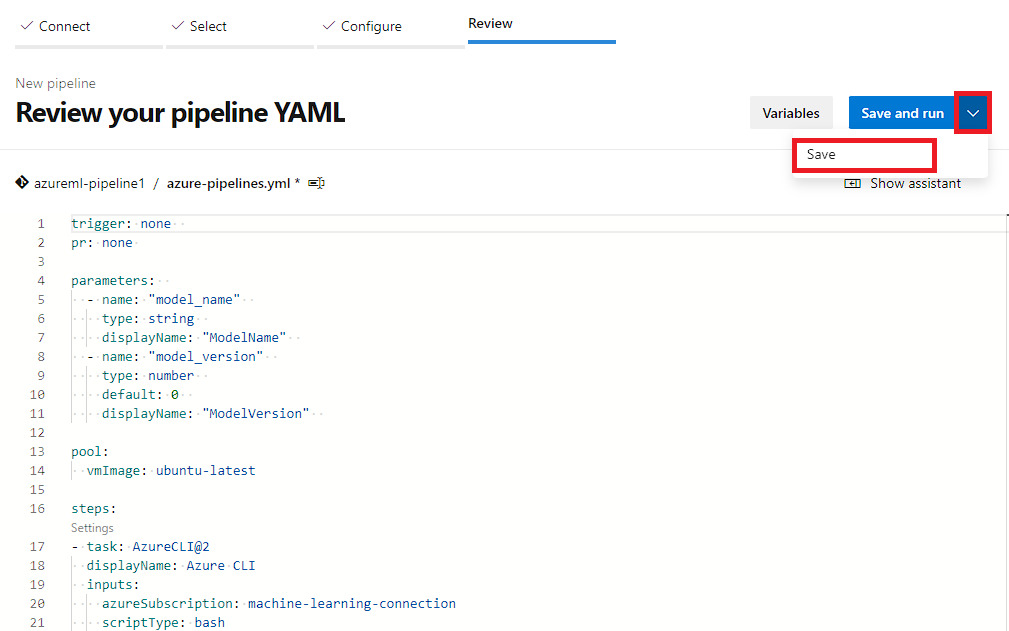 Connect Select Configure Review
New pipeline
Review your pipeline YAML
Variables Save and run
Save
azureml-pipeline1 / azure-pipelines.yml *
Show assistant
1 trigger: none
2 pr: none
3
4 parameters:
5 - name: "model_name"
6 type: string
7 displayName: "ModelName"
8 - name: "model_version"
9 type: number
10 default: 0
11 displayName: "ModelVersion"
12
13 pool:
14 vmImage: ubuntu-latest
15
16 steps:
Settings
17 - task: AzureCLI@2
18 displayName: Azure CLI
19 inputs:
20 azureSubscription: machine-learning-connection
21 scriptType: bash